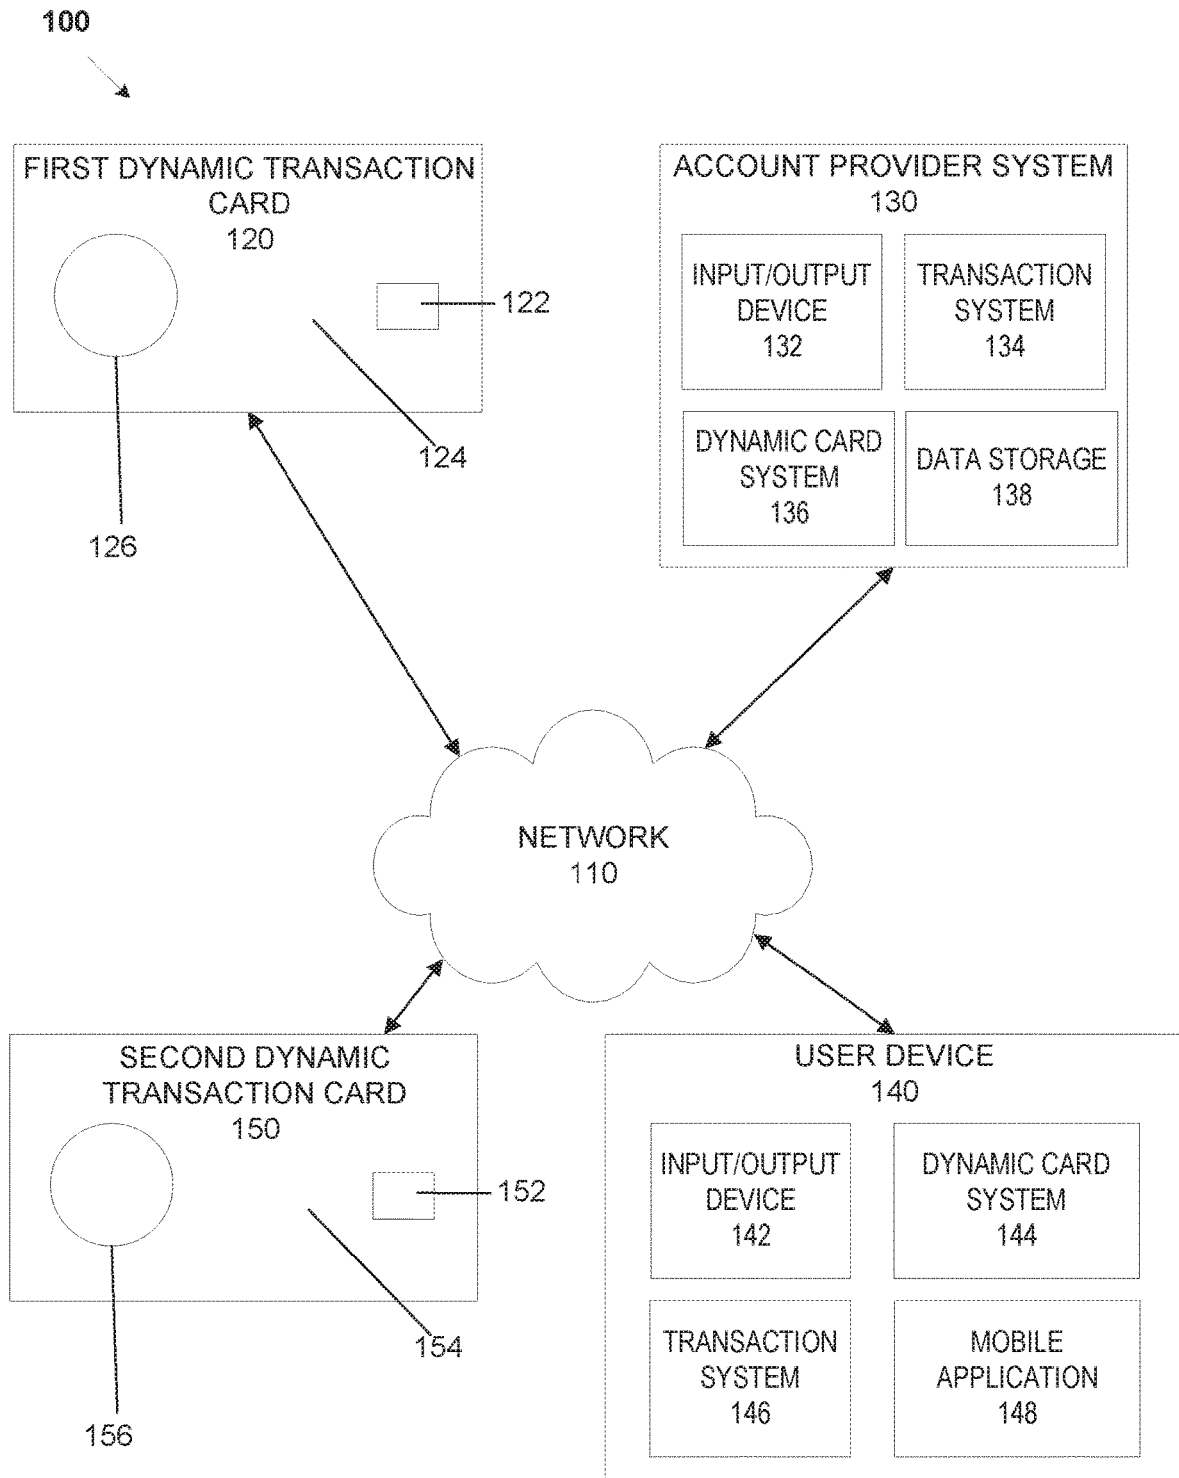 100
FIRST DYNAMIC TRANSACTION
CARD
120
122
124
126
ACCOUNT PROVIDER SYSTEM
130
INPUT/OUTPUT
DEVICE
132
TRANSACTION
SYSTEM
134
DYNAMIC CARD
SYSTEM
136
DATA STORAGE
138
NETWORK
110
SECOND DYNAMIC
TRANSACTION CARD
150
152
154
156
USER DEVICE
140
INPUT/OUTPUT
DEVICE
142
DYNAMIC CARD
SYSTEM
144
TRANSACTION
SYSTEM
146
MOBILE
APPLICATION
148